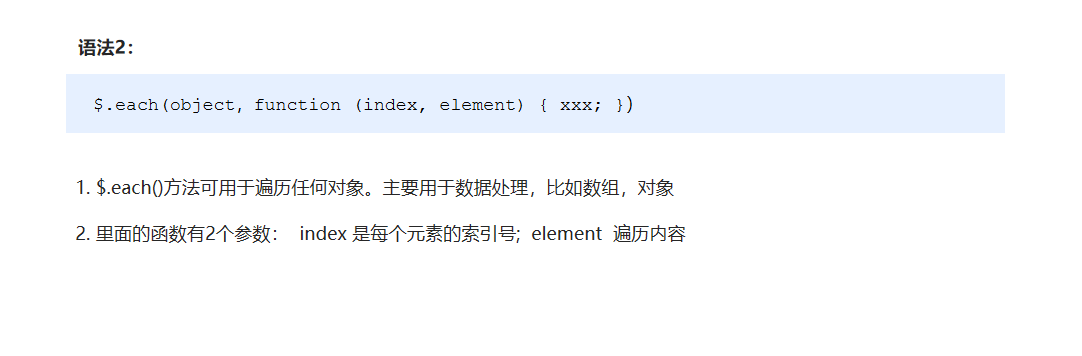 语法2：
$.each(object, function (index, element) { xxx; })
1. $.each()方法可用于遍历任何对象。主要用于数据处理，比如数组，对象
2. 里面的函数有2个参数： index 是每个元素的索引号; element 遍历内容